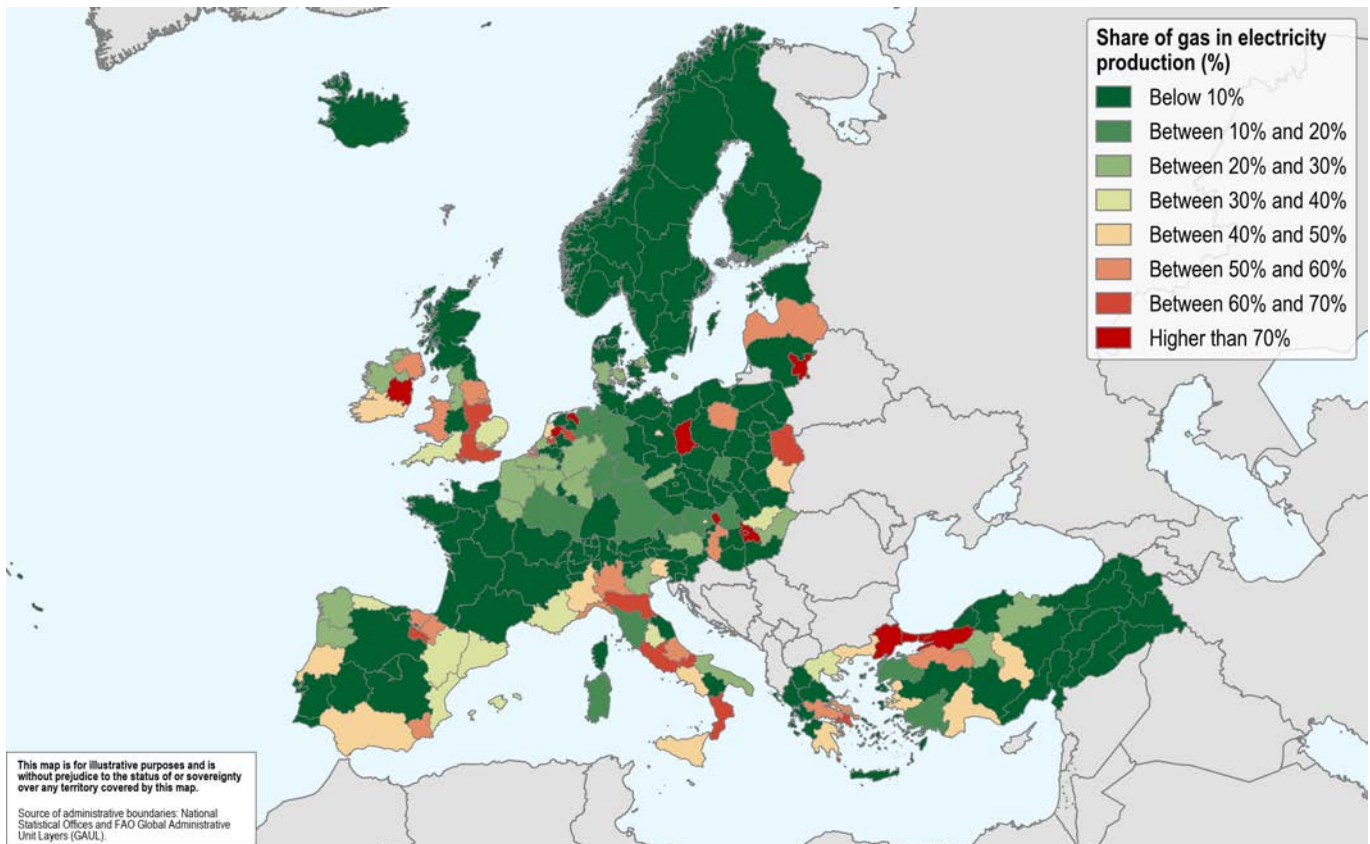 Share of gas in electricity
production (%)
Below 10%
Between 10% and 20%
Between 20% and 30%
Between 30% and 40%
Between 40% and 50%
Between 50% and 60%
Between 60% and 70%
Higher than 70%
This map is for illustrative purposes and is
without prejudice to the status of or sovereignty
over any territory covered by this map.
Source of administrative boundaries: National
Statistical Offices and FAO Global Administrative
Unit Layers (GAUL).